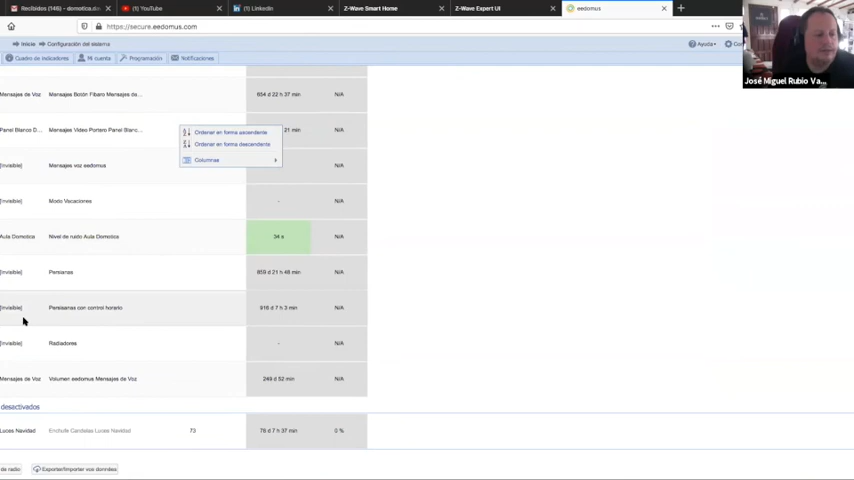 Recibidos (146) - domotica.da
YouTube
(1) LinkedIn
Z-Wave Smart Home
Z-Wave Expert UI
eedomus
https://secure.eedomus.com
Inicio Configuración del sistema
Ayuda
Con
Cuadro de indicadores Mi cuenta Programación Notificaciones
Mensajes de Voz Mensajes Botón Fibaro Mensajes da... 854 d 22 h 37 min N/A
Panel Blanco D... Mensajes Video Portero Panel Blanc... 21 min N/A
Ordenar en forma ascendente
Ordenar en forma descendente
Columnas
[Invisible] Mensajes voz eedomus N/A
[Invisible] Modo Vacaciones - N/A
Aula Domotica Nivel de ruido Aula Domotica 34 s N/A
[Invisible] Persianas 859 d 21 h 46 min N/A
[Invisible] Persianas con control horario 916 d 7 h 3 min N/A
[Invisible] Radiadores - N/A
Mensajes de Voz Volumen eedomus Mensajes de Voz 249 d 52 min N/A
desactivados
Luces Navidad Enchufe Candelas Luces Navidad 73 78 d 7 h 37 min 0 %
de radio Exportar/Importar vos données
José Miguel Rubio Va...